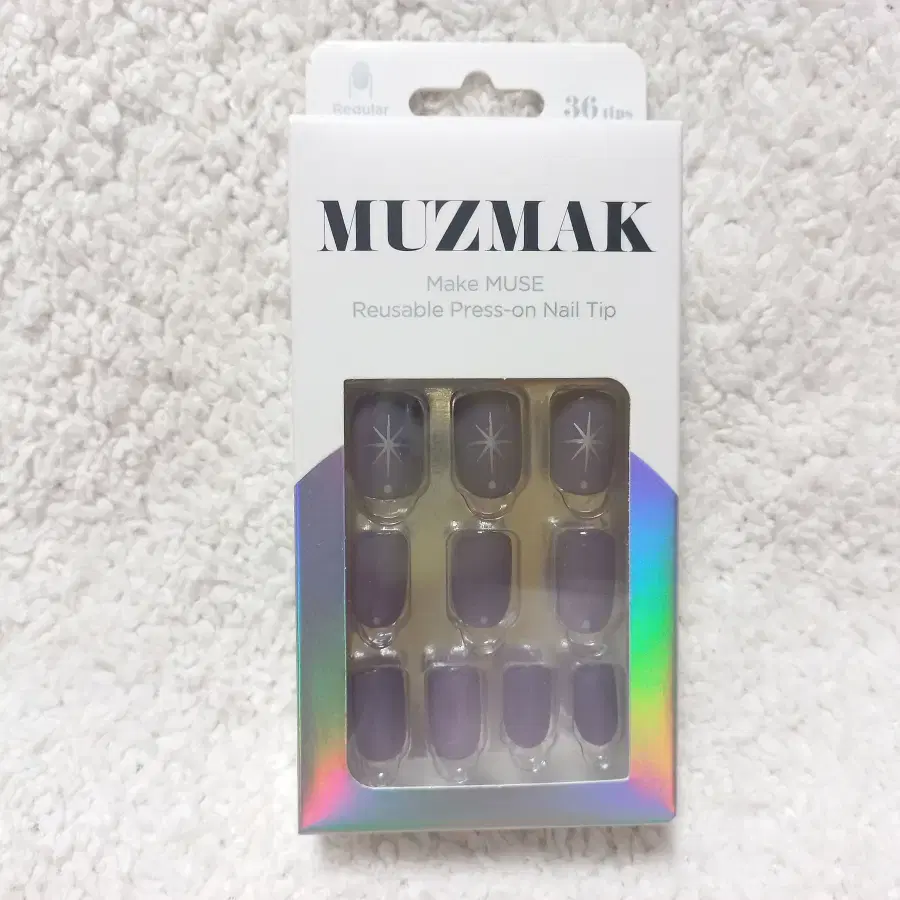 Regular
36 tips
MUZMAK
Make MUSE
Reusable Press-on Nail Tip